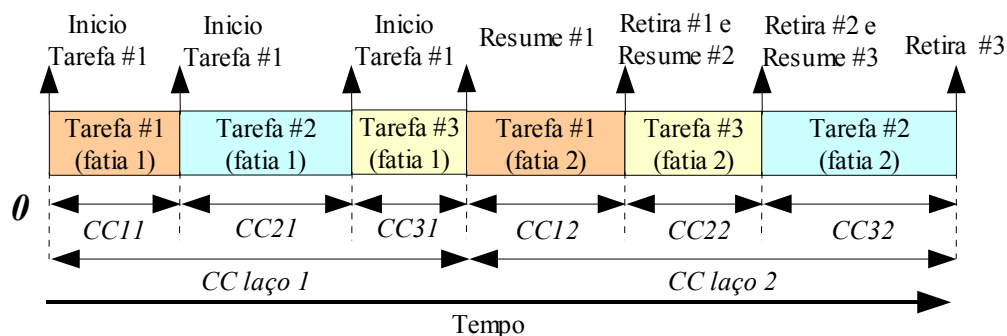 Inicio
Tarefa #1
Inicio
Tarefa #1
Inicio
Tarefa #1
Resume #1
Retira #1 e
Resume #2
Retira #2 e
Resume #3
Retira #3
Tarefa #1
(fatia 1)
Tarefa #2
(fatia 1)
Tarefa #3
(fatia 1)
Tarefa #1
(fatia 2)
Tarefa #3
(fatia 2)
Tarefa #2
(fatia 2)
0
CC11
CC21
CC31
CC12
CC22
CC32
CC laço 1
CC laço 2
Tempo